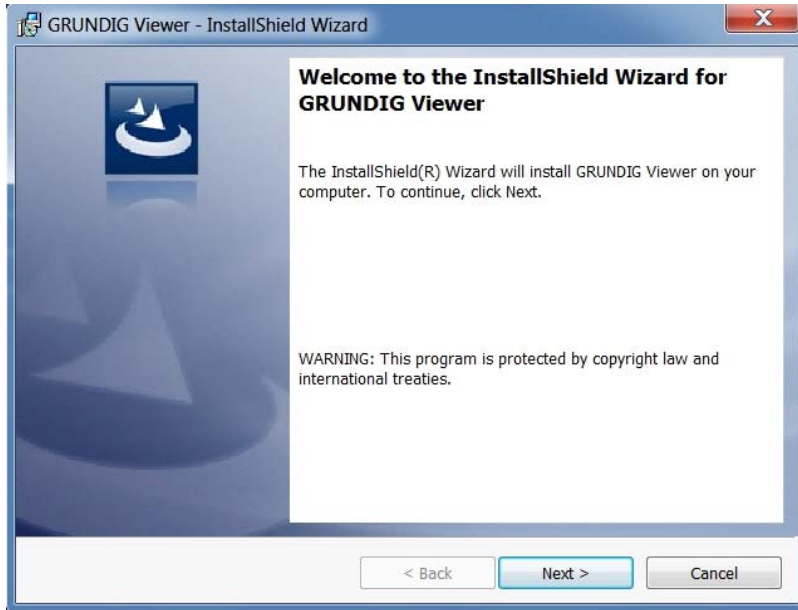 GRUNDIG Viewer - InstallShield Wizard
X
Welcome to the InstallShield Wizard for
GRUNDIG Viewer
The InstallShield(R) Wizard will install GRUNDIG Viewer on your
computer. To continue, click Next.
WARNING: This program is protected by copyright law and
international treaties.
< Back Next > Cancel